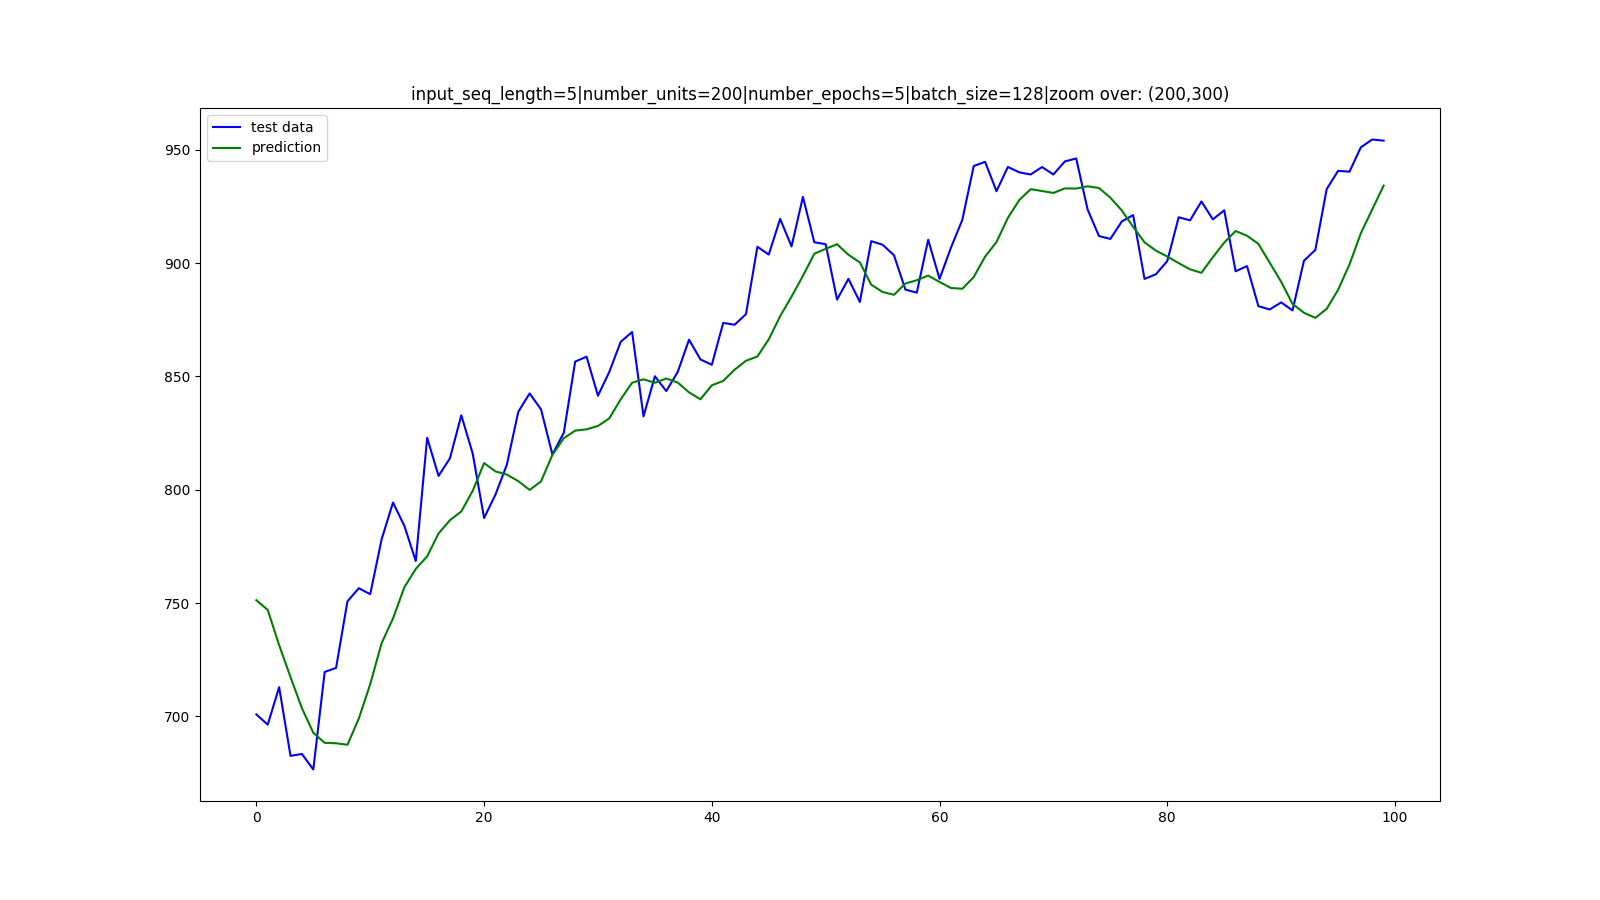 input_seq_length=5|number_units=200|number_epochs=5|batch_size=128|zoom over: (200,300)
test data
prediction
950
900
850
800
750
700
0 20 40 60 80 100